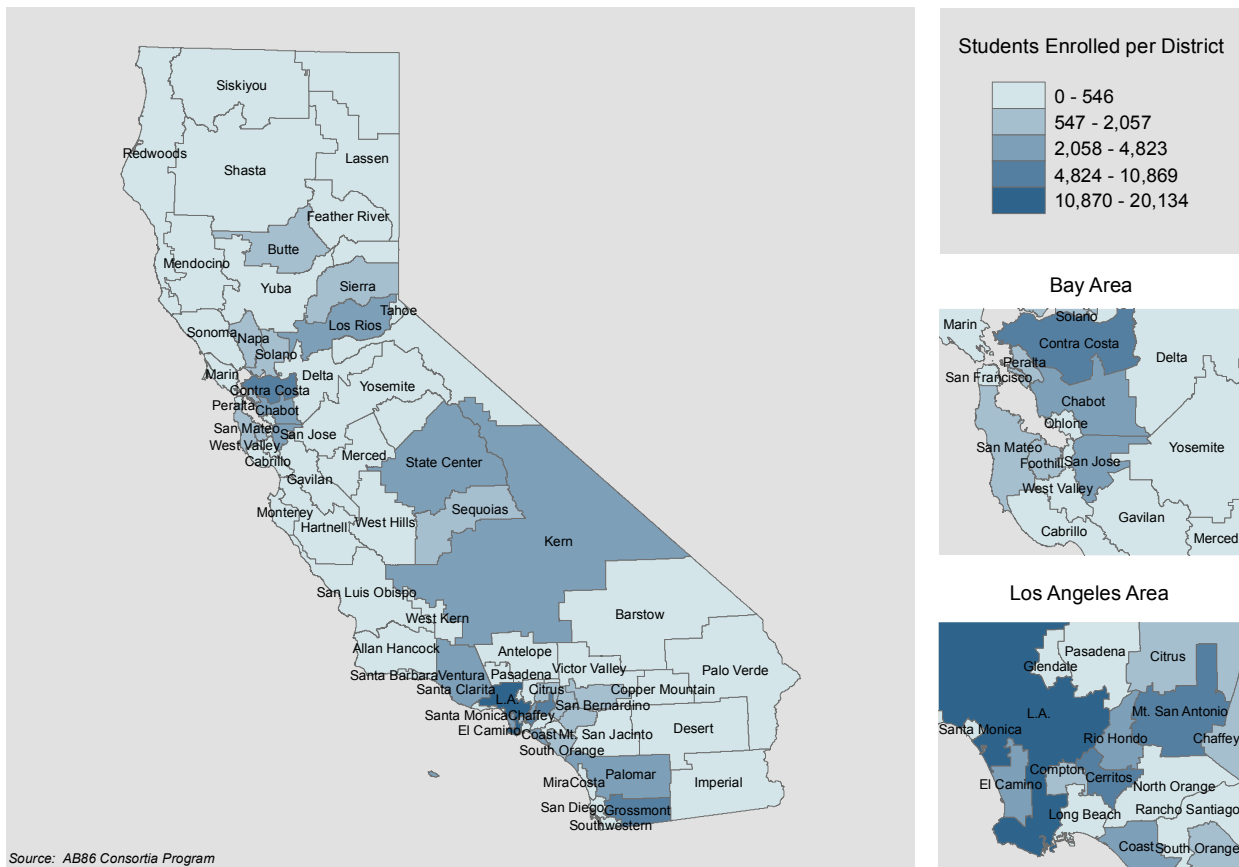 Siskiyou
Redwoods
Lassen
Shasta
Feather River
Butte
Mendocino
Yuba
Sierra
Tahoe
Los Rios
Sonoma
Napa
Solano
Marin
Delta
Contra Costa
Yosemite
Peralta
Chabot
San Mateo
San Jose
West Valley
Cabrillo
Merced
State Center
Gavilan
Monterey
Hartnell
West Hills
Sequoias
Kern
San Luis Obispo
West Kern
Barstow
Allan Hancock
Antelope
Victor Valley
Palo Verde
Santa Barbara
Ventura
Pasadena
Santa Clarita
Citrus
Copper Mountain
L.A.
San Bernardino
Santa Monica
Chaffey
El Camino
Coast
Mt. San Jacinto
Desert
South Orange
MiraCosta
Palomar
Imperial
San Diego
Grossmont
Southwestern
Source: AB86 Consortia Program
Students Enrolled per District
0 - 546
547 - 2,057
2,058 - 4,823
4,824 - 10,869
10,870 - 20,134
Bay Area
Marin
Solano
Contra Costa
Peralta
Delta
San Francisco
Chabot
Ohlone
San Mateo
Foothill
San Jose
Yosemite
West Valley
Gavilan
Cabrillo
Merced
Los Angeles Area
Pasadena
Citrus
Glendale
L.A.
Mt. San Antonio
Santa Monica
Rio Hondo
Chaffey
Compton
Cerritos
El Camino
North Orange
Long Beach
Rancho Santiago
Coast
South Orange